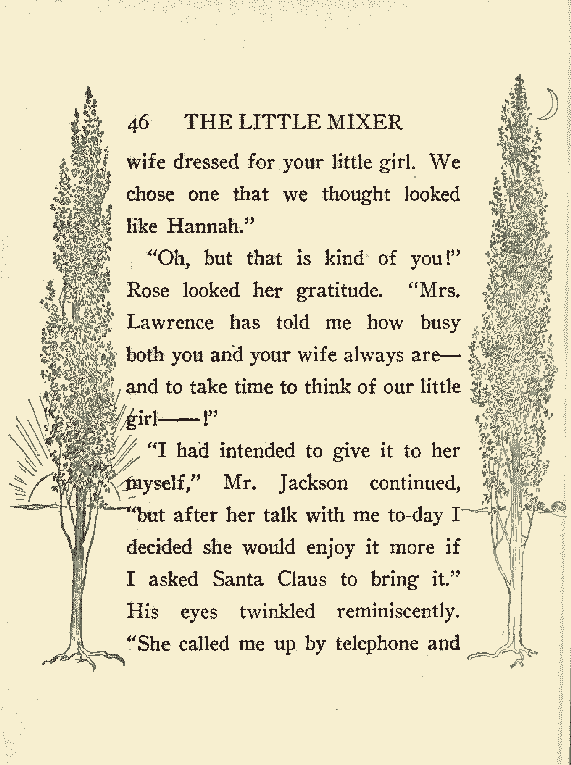 46 THE LITTLE MIXER
wife dressed for your little girl. We
chose one that we thought looked
like Hannah.”
“Oh, but that is kind of you!”
Rose looked her gratitude. “Mrs.
Lawrence has told me how busy
both you and your wife always are—
and to take time to think of our little
girl——!”
“I had intended to give it to her
myself,” Mr. Jackson continued,
“but after her talk with me to-day I
decided she would enjoy it more if
I asked Santa Claus to bring it.”
His eyes twinkled reminiscently.
“She called me up by telephone and